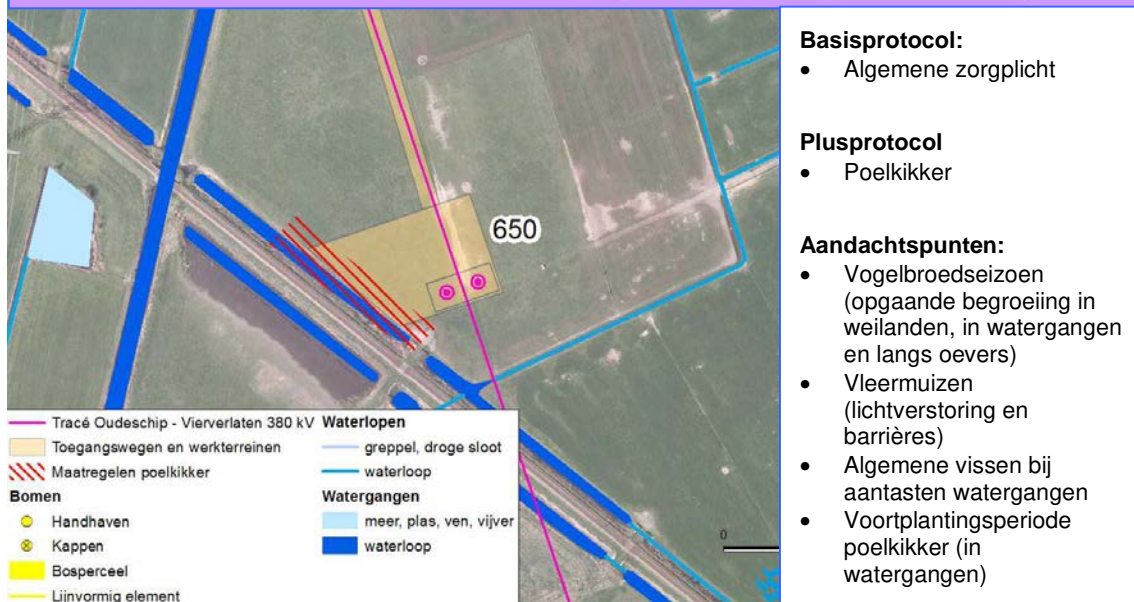 650
0
Tracé Oudeschip - Vierverlaten 380 kV
Toegangswegen en werkterreinen
Maatregelen poelkikker
Bomen
Handhaven
Kappen
Bosperceel
Lijnvormig element
Waterlopen
greppel, droge sloot
waterloop
Watergangen
meer, plas, ven, vijver
waterloop
Basisprotocol:
• Algemene zorgplicht
Plusprotocol
• Poelkikker
Aandachtspunten:
• Vogelbroedseizoen
(opgaande begroeiing in
weilanden, in watergangen
en langs oevers)
• Vleermuizen
(lichtverstoring en
barrières)
• Algemene vissen bij
aantasten watergangen
• Voortplantingsperiode
poelkikker (in
watergangen)